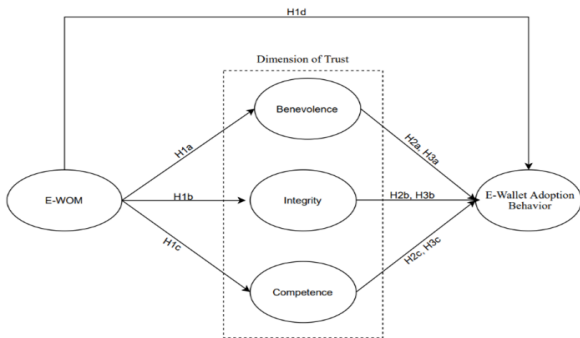 H1d
Dimension of Trust
Benevolence
H1a
H2a, H3a
E-WOM
H1b
Integrity
H2b, H3b
E-Wallet Adoption
Behavior
H1c
Competence
H2c, H3c